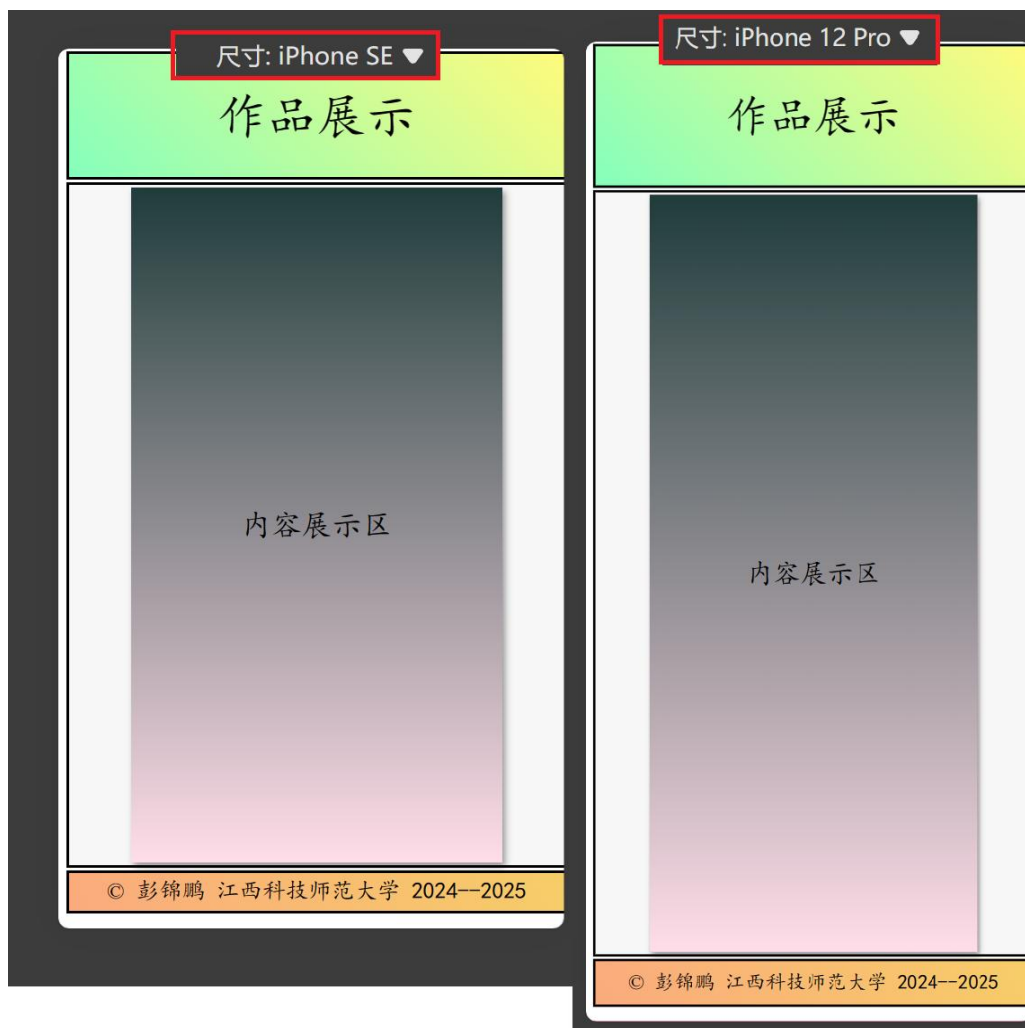 尺寸: iPhone SE
作品展示
内容展示区
© 彭锦鹏 江西科技师范大学 2024--2025
尺寸: iPhone 12 Pro
作品展示
内容展示区
© 彭锦鹏 江西科技师范大学 2024--2025